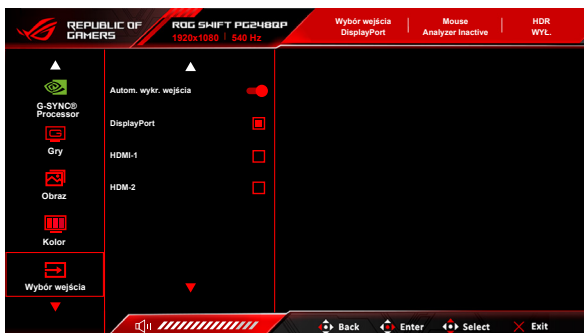 REPUBLIC OF
GAMERS
ROG SWIFT PG248QP
1920x1080 540 Hz
Wybór wejścia
DisplayPort
Mouse
Analyzer Inactive
HDR
WYŁ.
G-SYNC®
Processor
Gry
Obraz
Kolor
Wybór wejścia
Autom. wykr. wejścia
DisplayPort
HDMI-1
HDM-2
Back
Enter
Select
Exit